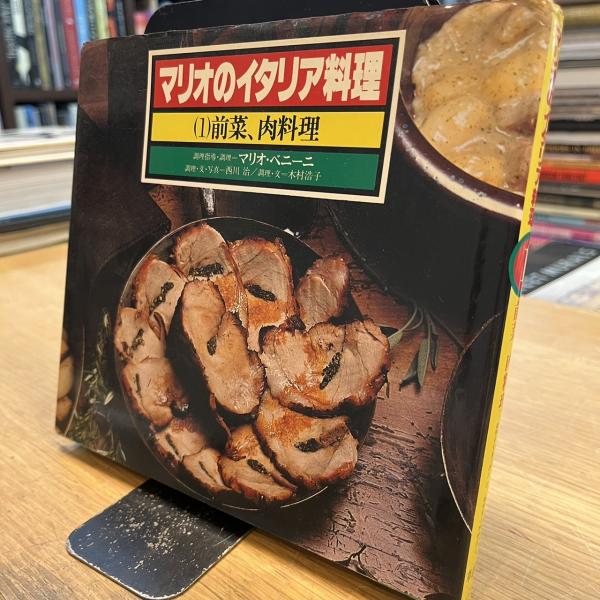 マリオのイタリア料理
(1)前菜、肉料理
調理指導・調理=マリオ・ベニーニ
調理・文・写真=西川 治/調理・文=木村浩子